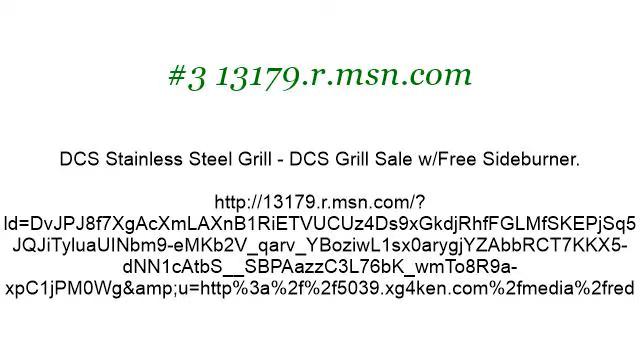 #3 13179.r.msn.com
DCS Stainless Steel Grill - DCS Grill Sale w/Free Sideburner.
http://13179.r.msn.com/?
ld=DvJPJ8f7XgAcXmLAXnB1RiETVUCUz4Ds9xGkdjRhfFGLMfSKEPjSq5
JQJiTyluaUINbm9-eMKb2V_qarv_YBoziwL1sx0arygjYZAbbRCT7KKX5-
dNN1cAtbS__SBPAazzC3L76bK_wmTo8R9a-
xpC1jPM0Wg&amp;u=http%3a%2f%2f5039.xg4ken.com%2fmedia%2fred